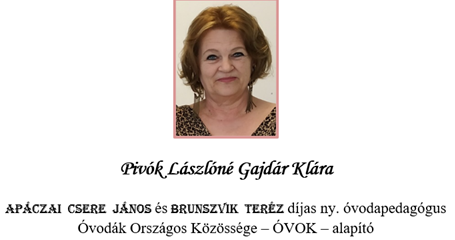 Pivók Lászlóné Gajdár Klára
APÁCZAI CSERE JÁNOS és BRUNSZVIK TERÉZ díjas ny. óvodapedagógus
Óvodák Országos Közössége – ÓVOK – alapító